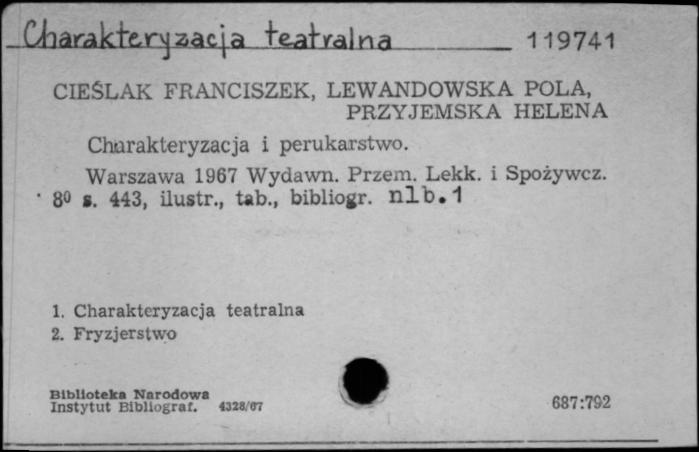 Charakteryzacja teatralna 119741
CIEŚLAK FRANCISZEK, LEWANDOWSKA POLA,
PRZYJEMSKA HELENA
Charakteryzacja i perukarstwo.
Warszawa 1967 Wydawn. Przem. Lekk. i Spożywcz.
8⁰ s. 443, ilustr., tab., bibliogr. nlb.1
1. Charakteryzacja teatralna
2. Fryzjerstwo
Biblioteka Narodowa
Instytut Bibliograf. 4328/67 687:792